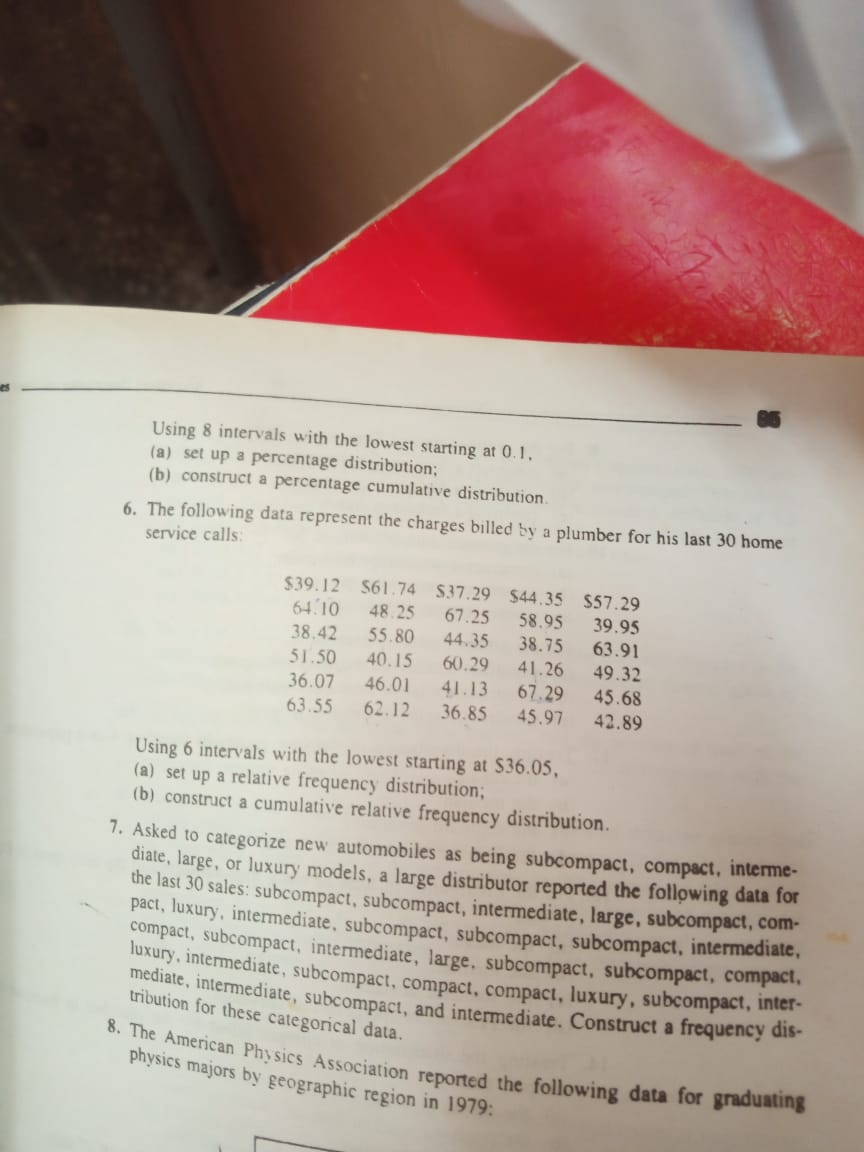 es
Using 8 intervals with the lowest starting at 0.1,
(a) set up a percentage distribution;
(b) construct a percentage cumulative distribution.
6. The following data represent the charges billed by a plumber for his last 30 home
service calls:
$39.12 $61.74 $37.29 $44.35 $57.29
64.10 48.25 67.25 58.95 39.95
38.42 55.80 44.35 38.75 63.91
51.50 40.15 60.29 41.26 49.32
36.07 46.01 41.13 67.29 45.68
63.55 62.12 36.85 45.97 42.89
Using 6 intervals with the lowest starting at $36.05,
(a) set up a relative frequency distribution;
(b) construct a cumulative relative frequency distribution.
7. Asked to categorize new automobiles as being subcompact, compact, interme-
diate, large, or luxury models, a large distributor reported the following data for
the last 30 sales: subcompact, subcompact, intermediate, large, subcompact, com-
pact, luxury, intermediate, subcompact, subcompact, subcompact, intermediate,
compact, subcompact, intermediate, large, subcompact, subcompact, compact,
luxury, intermediate, subcompact, compact, compact, luxury, subcompact, inter-
mediate, intermediate, subcompact, and intermediate. Construct a frequency dis-
tribution for these categorical data.
8. The American Physics Association reported the following data for graduating
physics majors by geographic region in 1979: